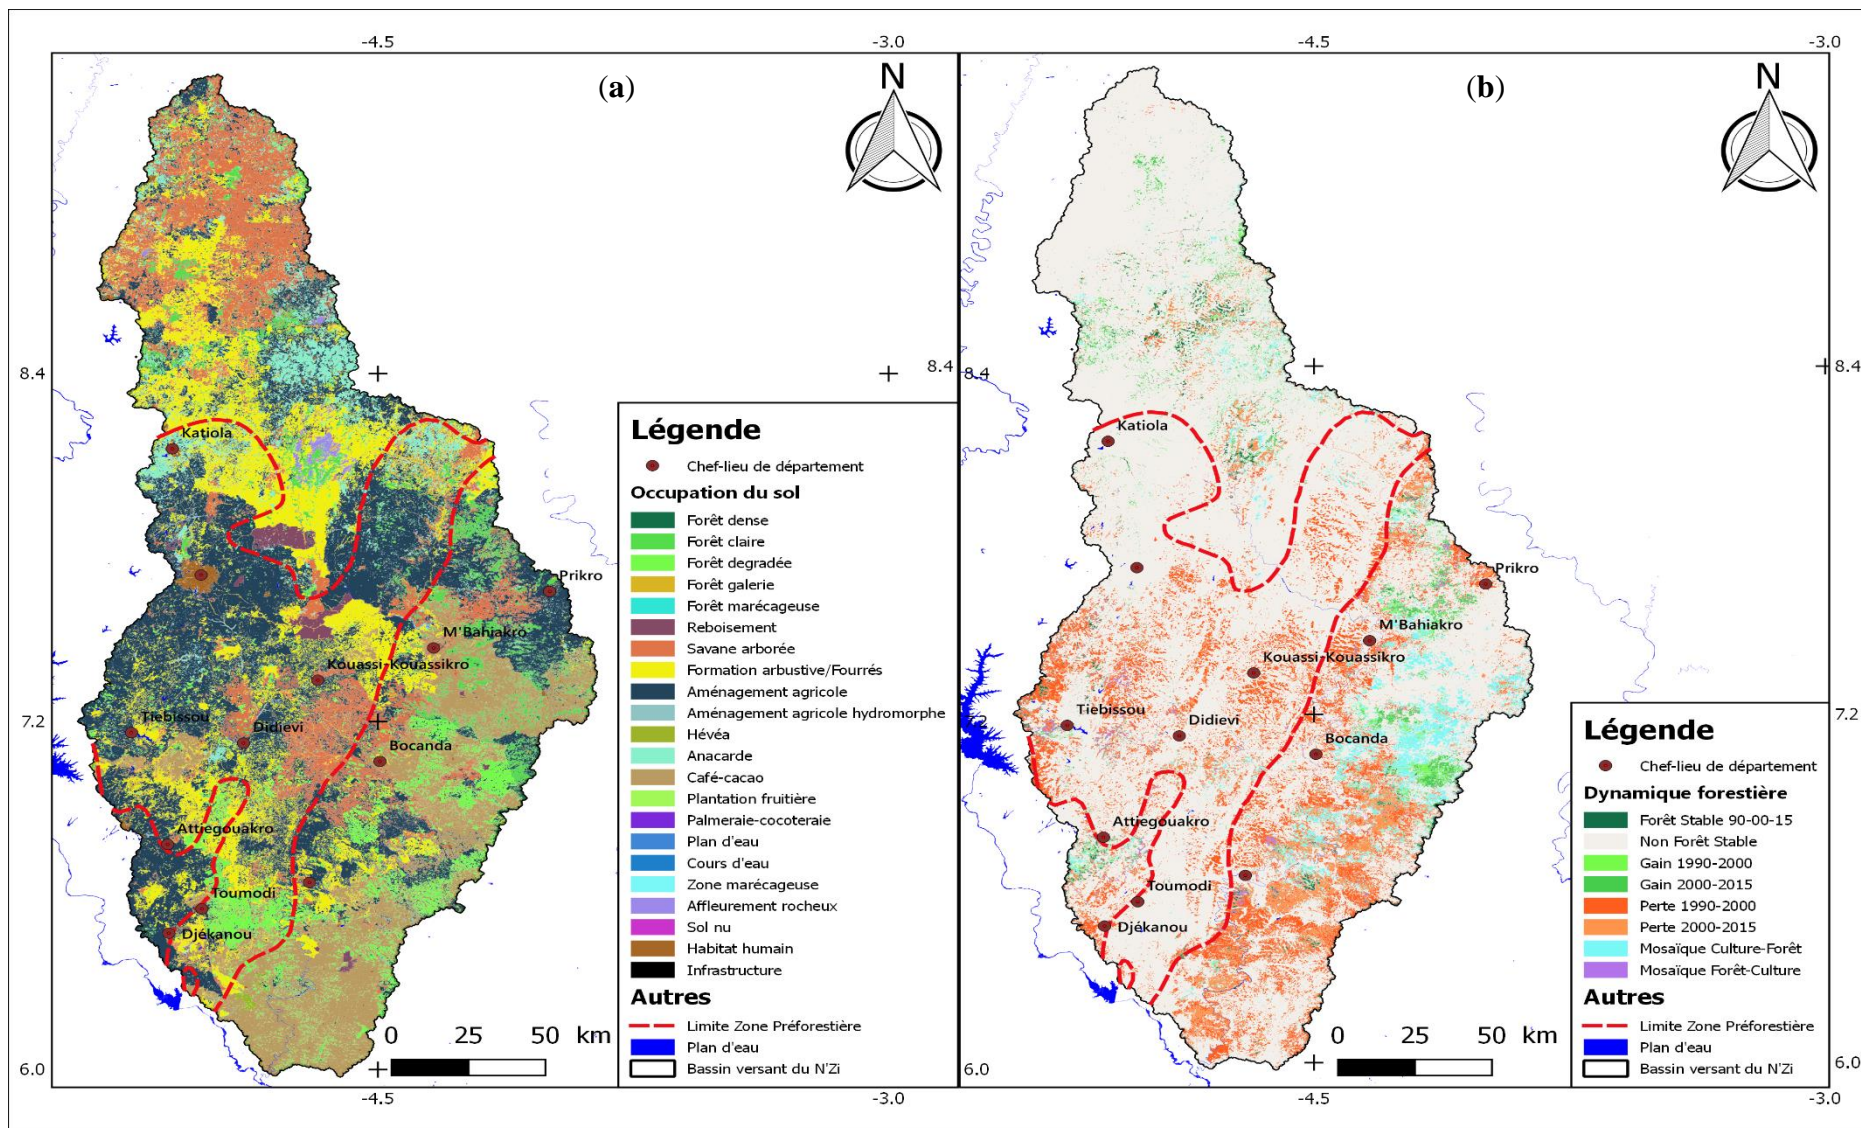 -4.5
-3.0
(a)
N
8.4
8.4
Katiola
Prikro
M'Bahiakro
Kouassi-Kouassikro
7.2
Tiebissou
Didievi
Bocanda
Attiegouakro
Toumodi
Djékanou
6.0
0 25 50 km
-4.5
-3.0
Légende
Chef-lieu de département
Occupation du sol
Forêt dense
Forêt claire
Forêt degradée
Forêt galerie
Forêt marécageuse
Reboisement
Savane arborée
Formation arbustive/Fourrés
Aménagement agricole
Aménagement agricole hydromorphe
Hévéa
Anacarde
Café-cacao
Plantation fruitière
Palmeraie-cocoteraie
Plan d'eau
Cours d'eau
Zone marécageuse
Affleurement rocheux
Sol nu
Habitat humain
Infrastructure
Autres
Limite Zone Préforestière
Plan d'eau
Bassin versant du N'Zi
-4.5
-3.0
(b)
N
8.4
8.4
Katiola
Prikro
M'Bahiakro
Kouassi-Kouassikro
7.2
7.2
Tiebissou
Didievi
Bocanda
Attiegouakro
Toumodi
Djékanou
6.0
6.0
0 25 50 km
-4.5
-3.0
Légende
Chef-lieu de département
Dynamique forestière
Forêt Stable 90-00-15
Non Forêt Stable
Gain 1990-2000
Gain 2000-2015
Perte 1990-2000
Perte 2000-2015
Mosaïque Culture-Forêt
Mosaïque Forêt-Culture
Autres
Limite Zone Préforestière
Plan d'eau
Bassin versant du N'Zi